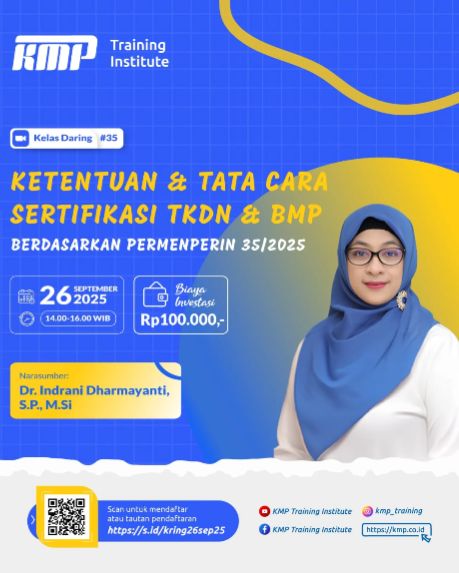 KMP Training
Institute
Kelas Daring #35
KETENTUAN & TATA CARA
SERTIFIKASI TKDN & BMP
BERDASARKAN PERMENPERIN 35/2025
26 SEPTEMBER
2025
14.00-16.00 WIB
Biaya
Investasi
Rp100.000,-
Narasumber:
Dr. Indrani Dharmayanti,
S.P., M.Si
Scan untuk mendaftar
atau tautan pendaftaran
https://s.id/kring26sep25
KMP Training Institute
kmp_training
KMP Training Institute
https://kmp.co.id